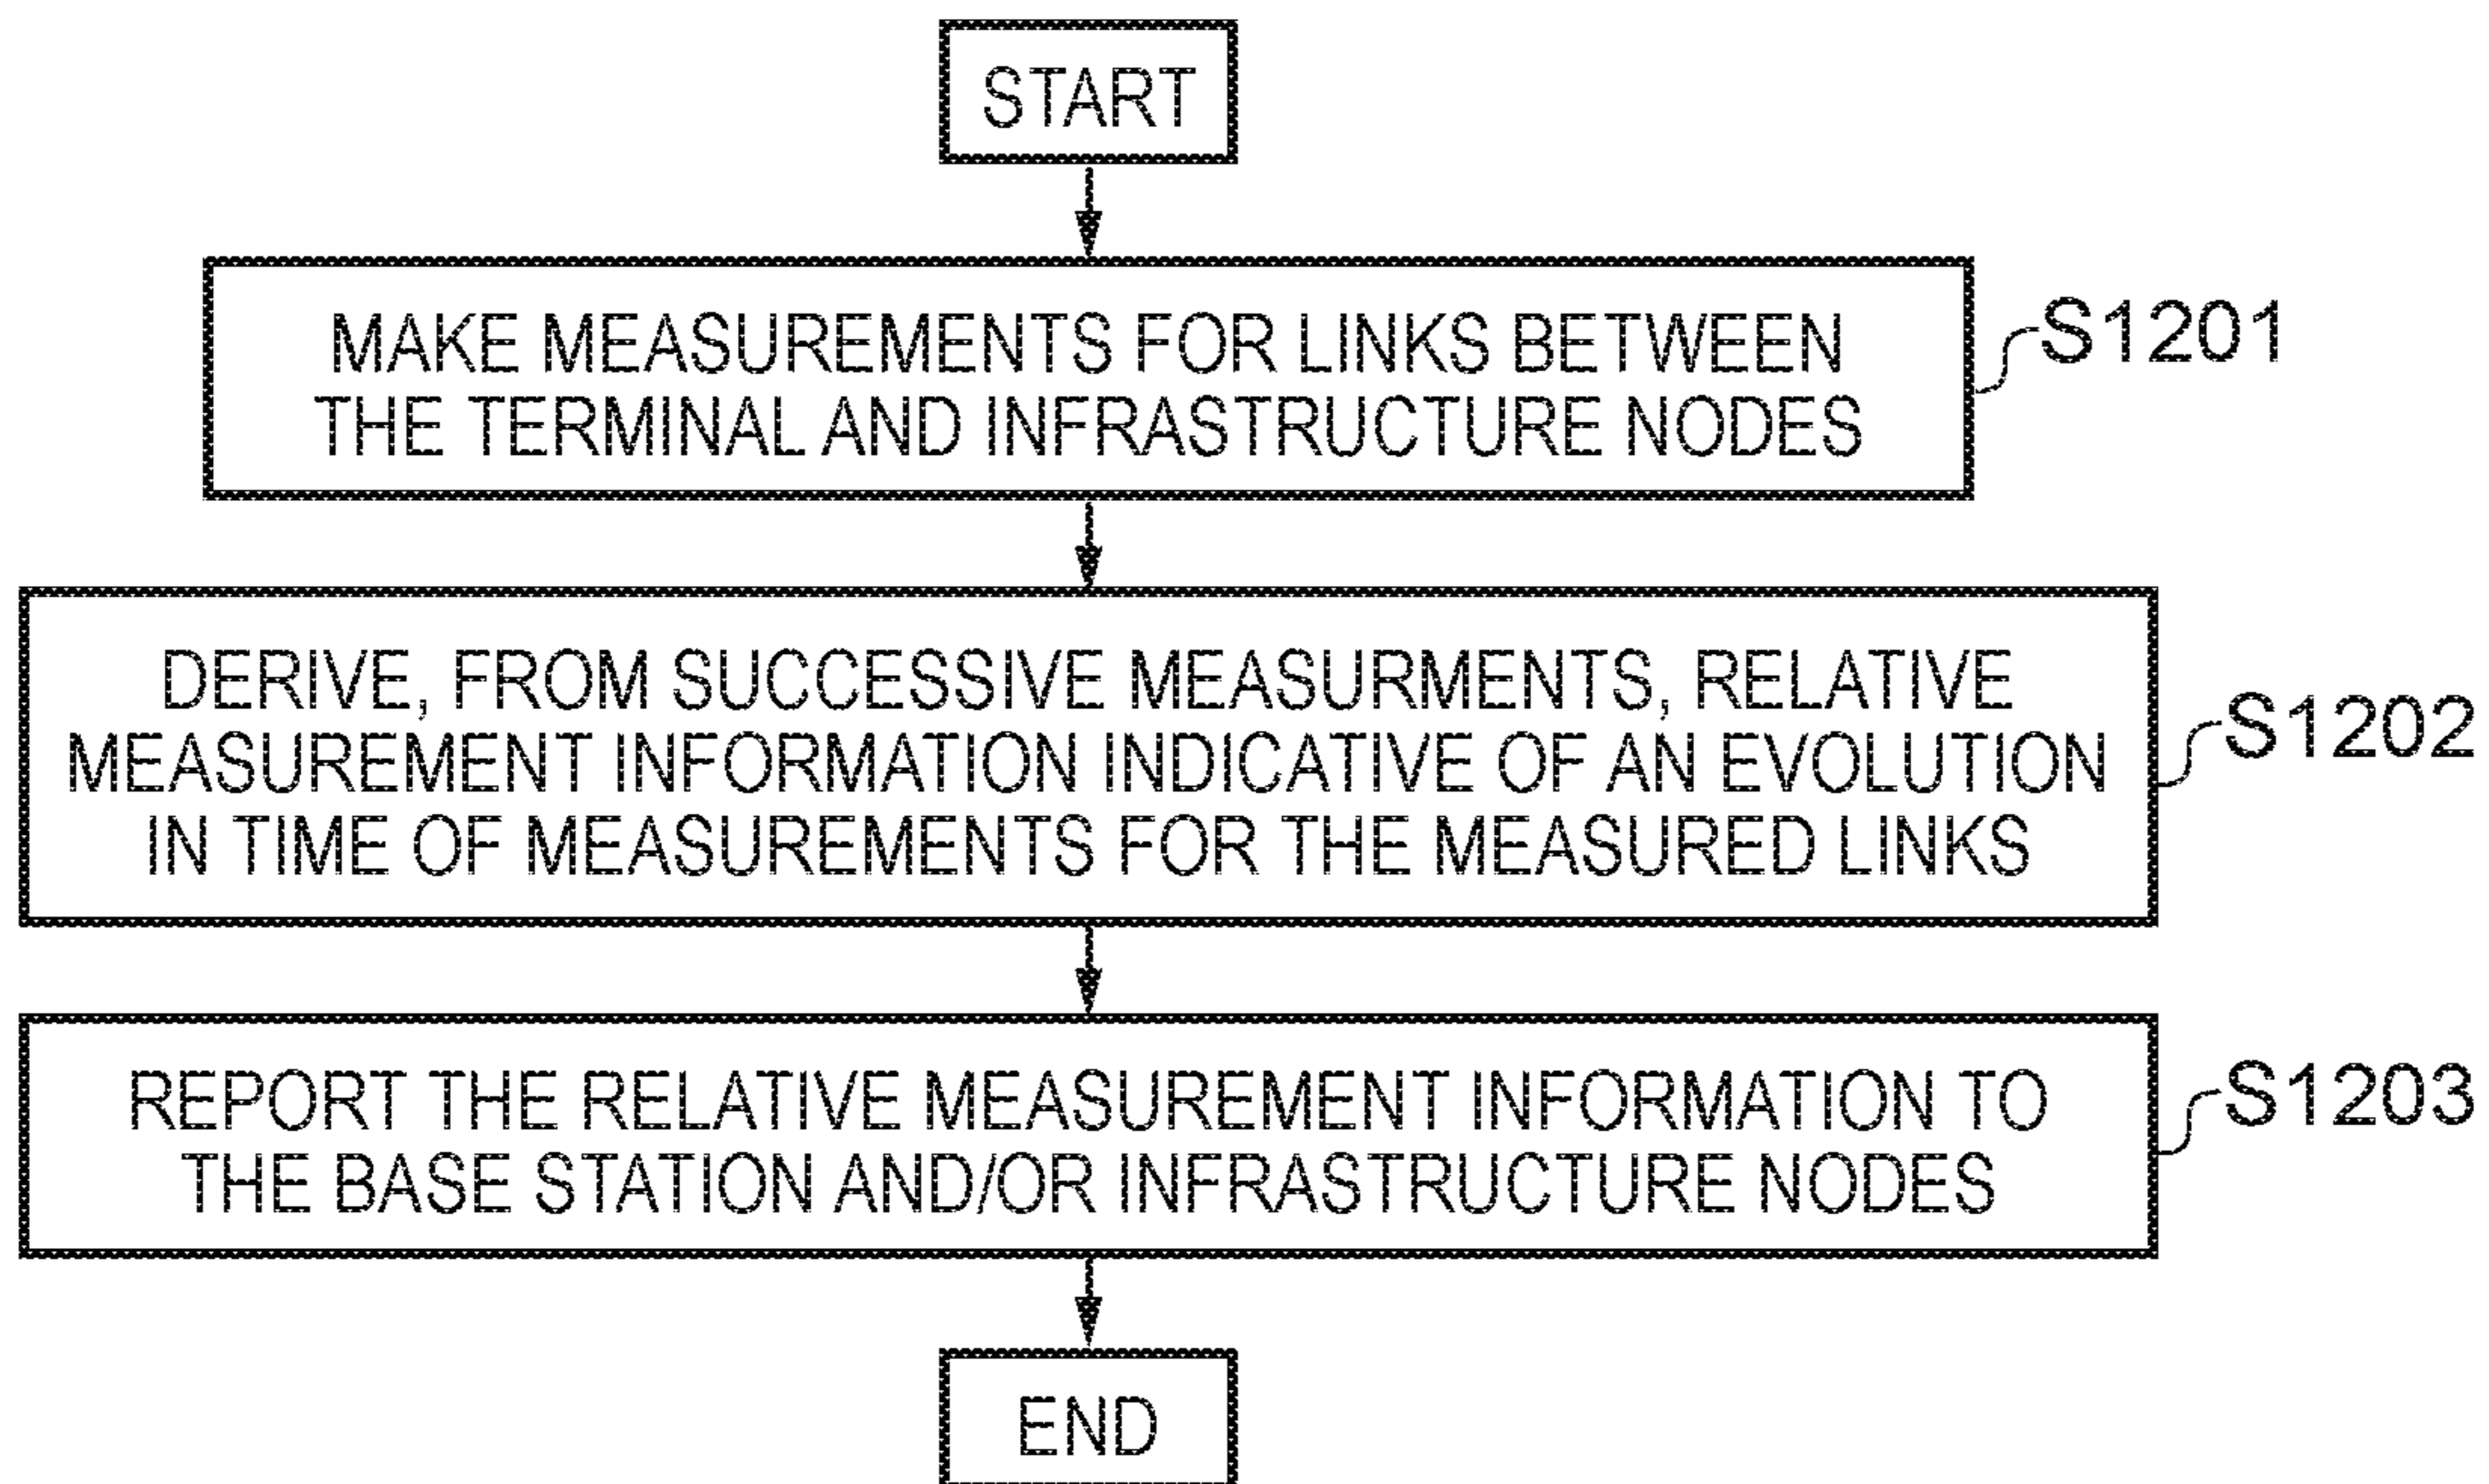 START
MAKE MEASUREMENTS FOR LINKS BETWEEN
THE TERMINAL AND INFRASTRUCTURE NODES
S1201
DERIVE, FROM SUCCESSIVE MEASURMENTS, RELATIVE
MEASUREMENT INFORMATION INDICATIVE OF AN EVOLUTION
IN TIME OF MEASUREMENTS FOR THE MEASURED LINKS
S1202
REPORT THE RELATIVE MEASUREMENT INFORMATION TO
THE BASE STATION AND/OR INFRASTRUCTURE NODES
S1203
END